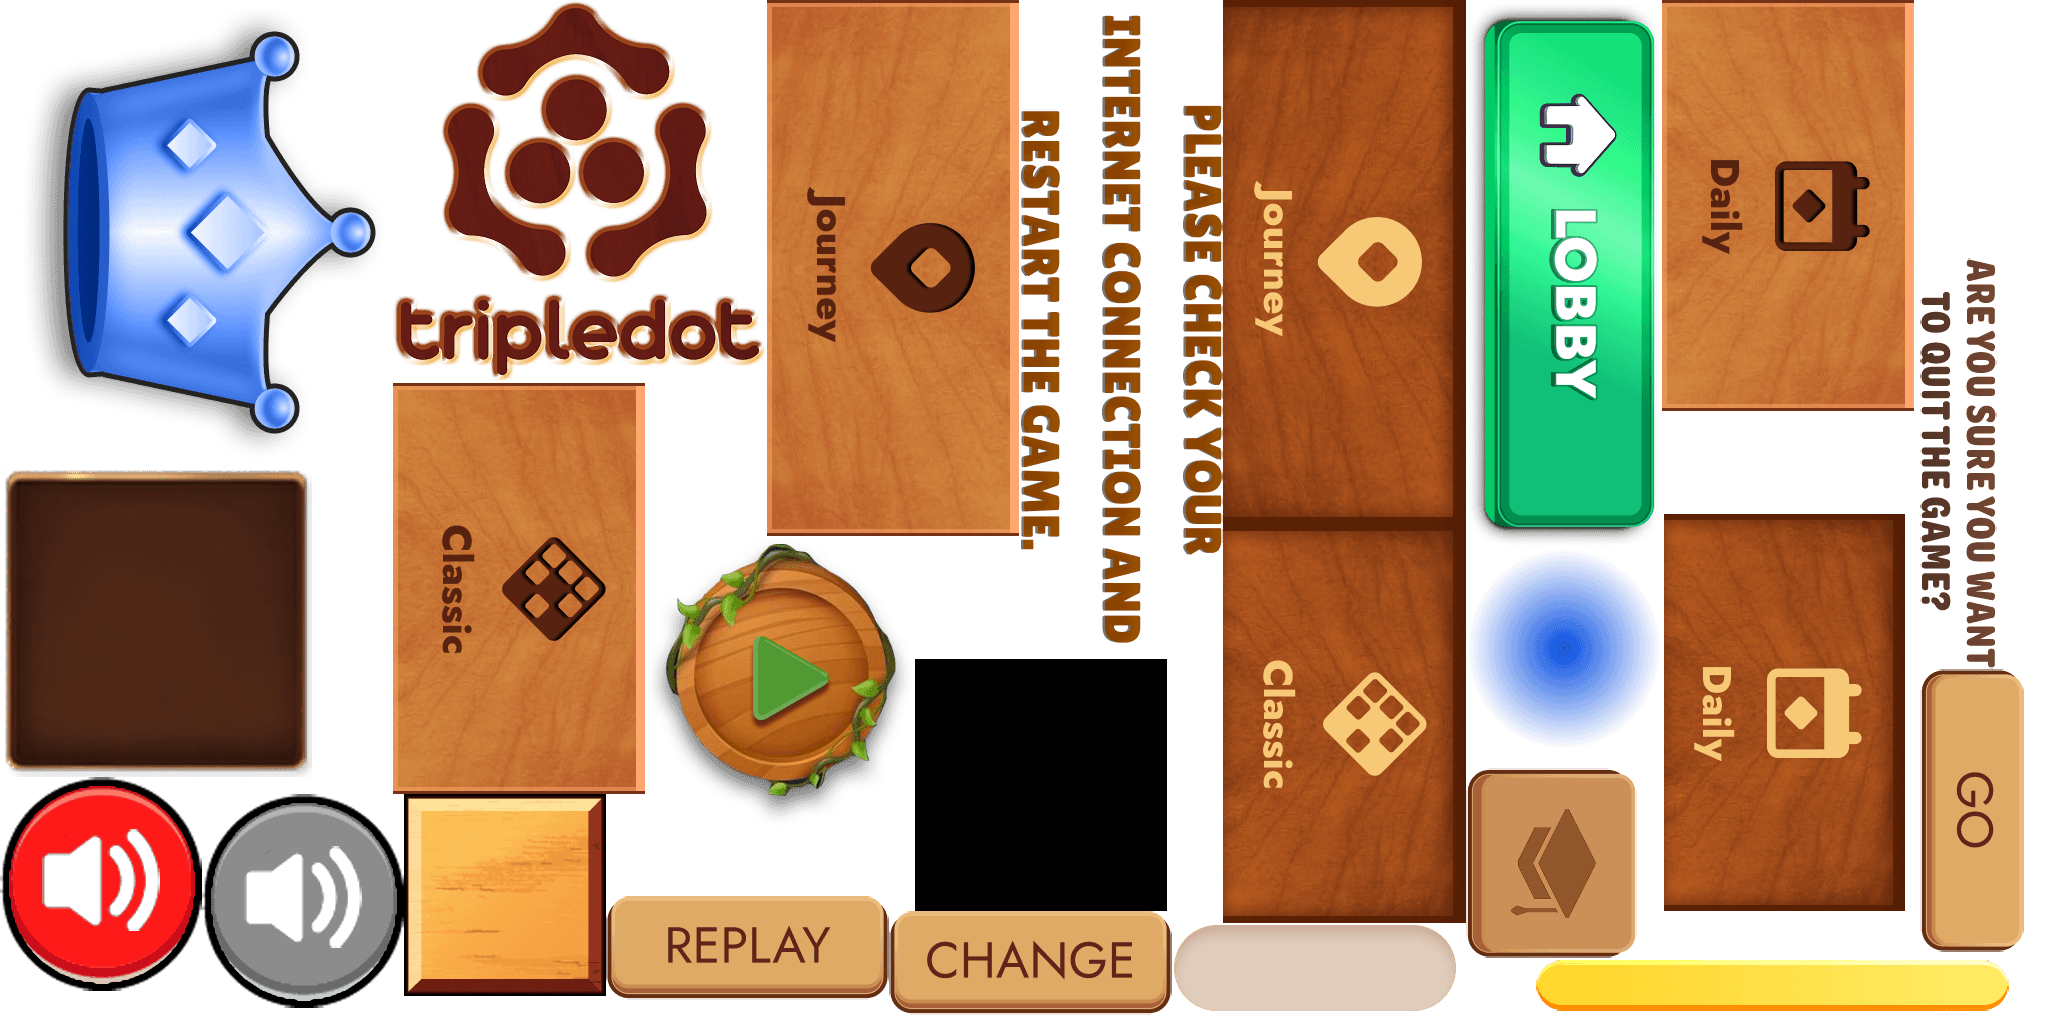 tripledot
Journey
PLEASE CHECK YOUR
INTERNET CONNECTION AND
RESTART THE GAME.
Journey
LOBBY
Daily
ARE YOU SURE YOU WANT
TO QUIT THE GAME?
Classic
Classic
Daily
GO
REPLAY
CHANGE